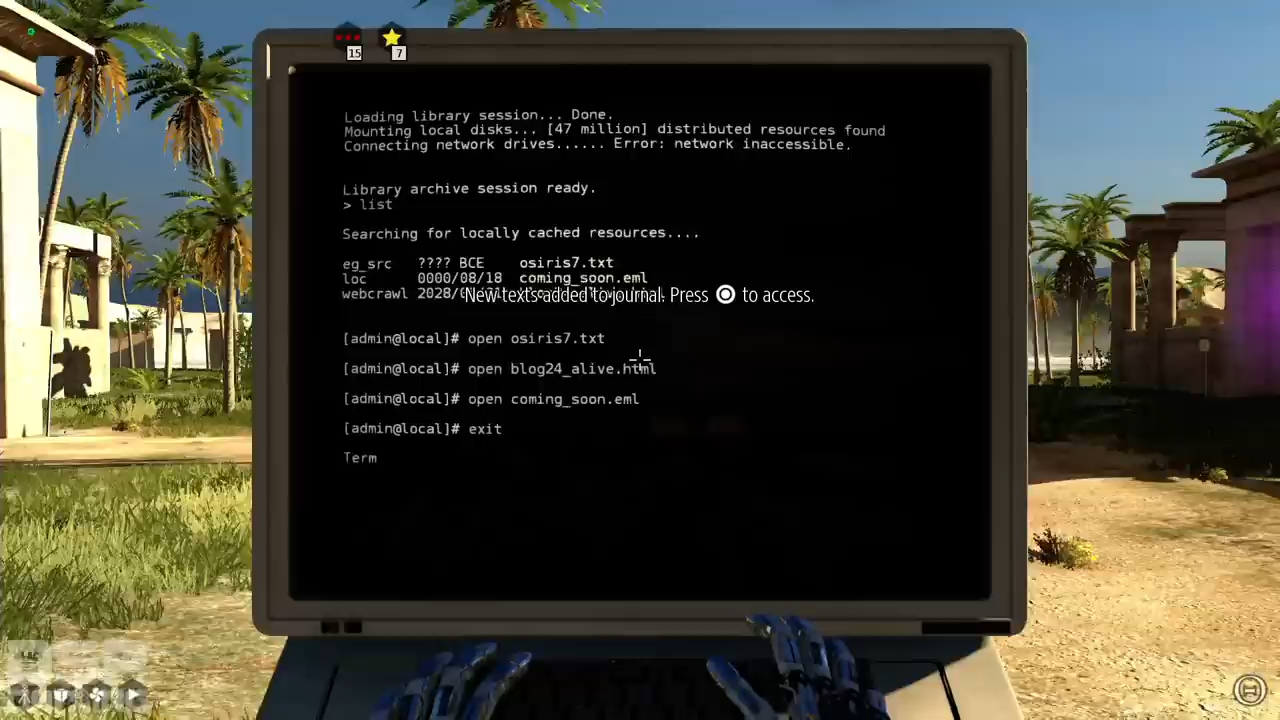 15
7
Loading library session... Done.
Mounting local disks... [47 million] distributed resources found
Connecting network drives...... Error: network inaccessible.
Library archive session ready.
> list
Searching for locally cached resources....
eg_src ???? BCE osiris7.txt
loc 0000/08/18 coming_soon.eml
webcrawl 2028/
New texts added to journal. Press to access.
[admin@local]# open osiris7.txt
[admin@local]# open blog24_alive.html
[admin@local]# open coming_soon.eml
[admin@local]# exit
Term